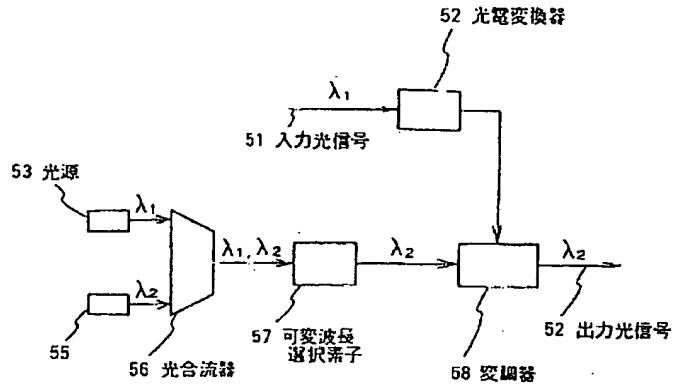 52 光電変換器
λ1
51 入力光信号
53 光源
λ1
λ1, λ2
λ2
λ2
λ2
55
56 光合流器
57 可変波長
選択素子
58 変調器
52 出力光信号